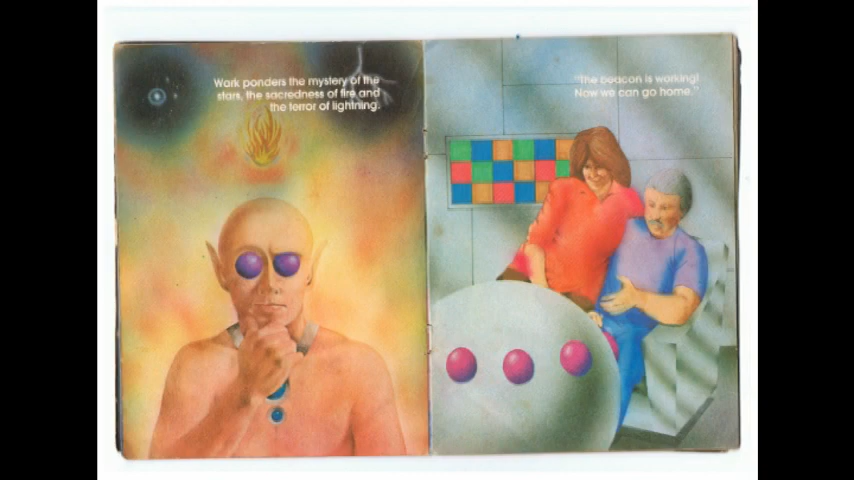 Wark ponders the mystery of the
stars, the sacredness of fire and
the terror of lightning.
"The beacon is working!
Now we can go home."